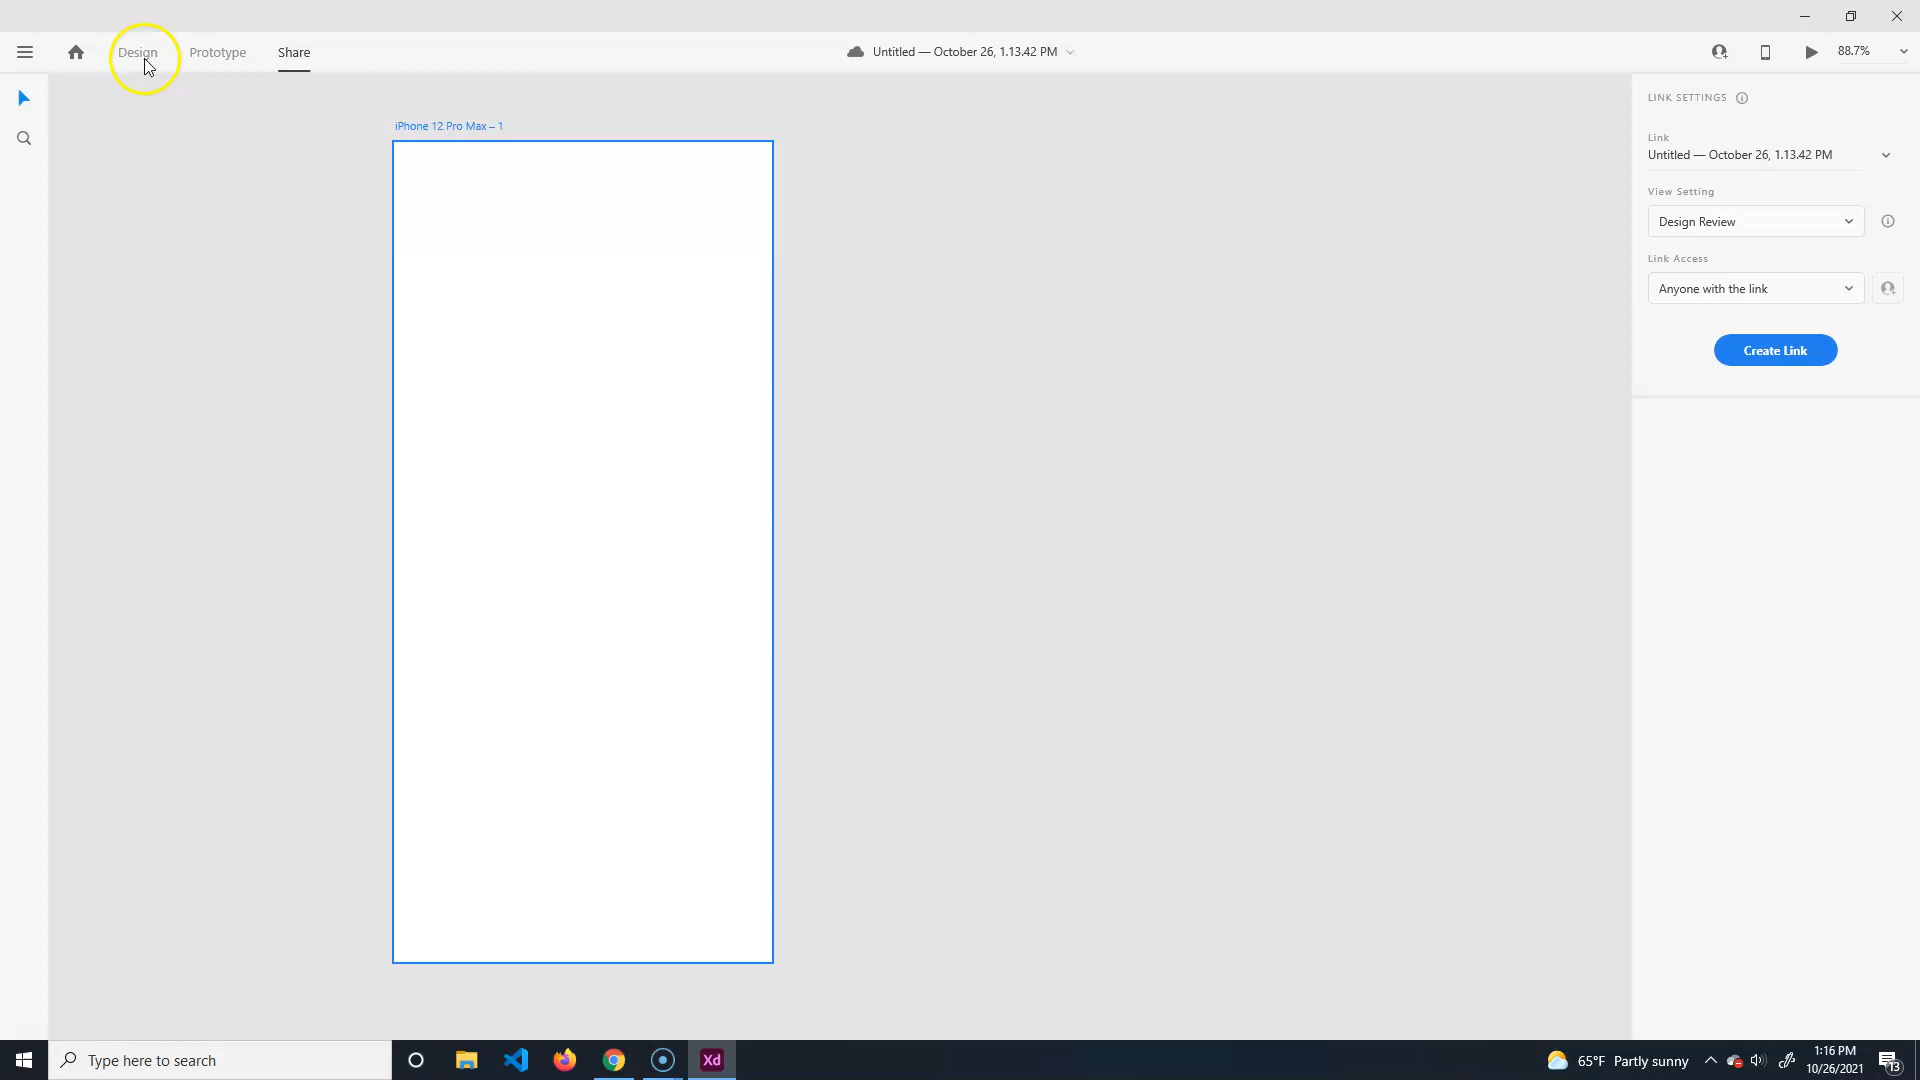 Design Prototype Share Untitled — October 26, 1.13.42 PM 88.7%
LINK SETTINGS
iPhone 12 Pro Max – 1
Link
Untitled — October 26, 1.13.42 PM
View Setting
Design Review
Link Access
Anyone with the link
Create Link
Type here to search
Xd
65°F Partly sunny
1:16 PM
10/26/2021
13